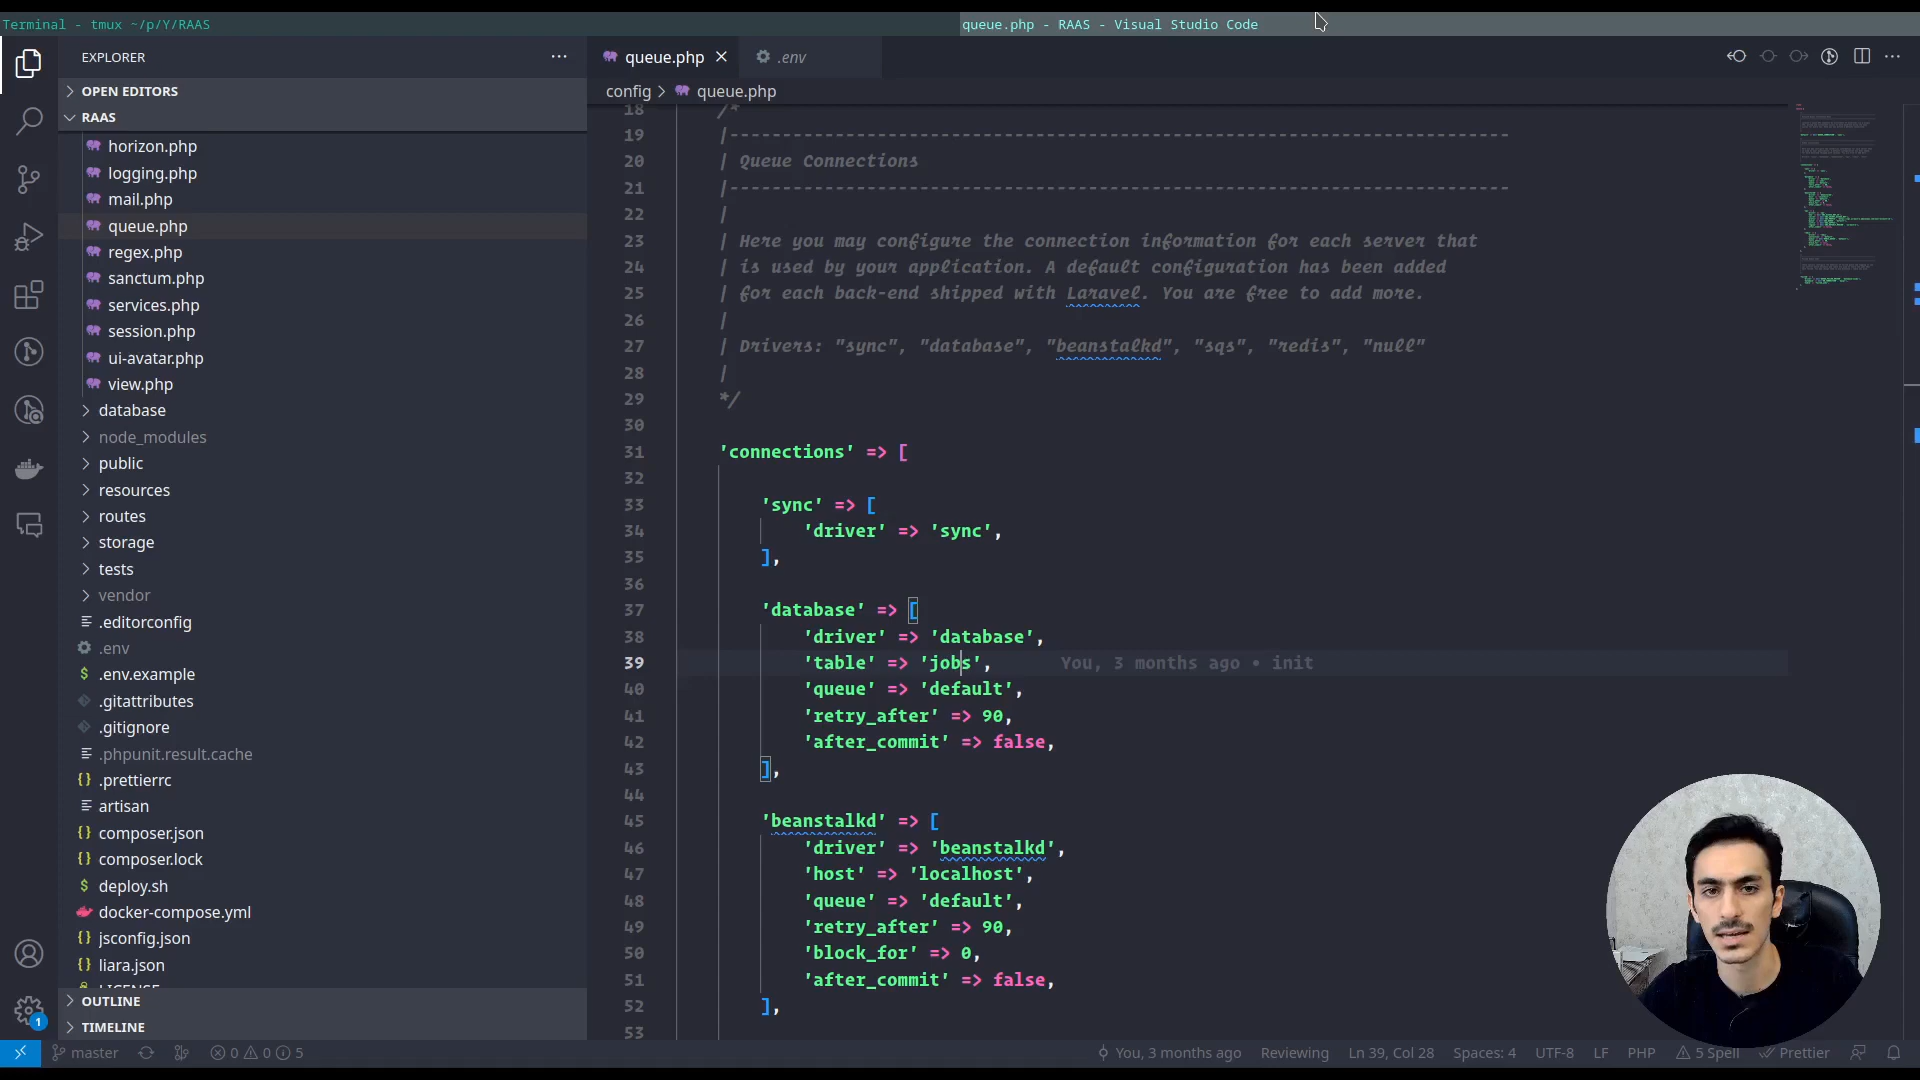 Terminal - tmux ~/p/Y/RAAS
queue.php - RAAS - Visual Studio Code
EXPLORER
OPEN EDITORS
RAAS
horizon.php
logging.php
mail.php
queue.php
regex.php
sanctum.php
services.php
session.php
ui-avatar.php
view.php
database
node_modules
public
resources
routes
storage
tests
vendor
.editorconfig
.env
.env.example
.gitattributes
.gitignore
.phpunit.result.cache
.prettierrc
artisan
composer.json
composer.lock
deploy.sh
docker-compose.yml
jsconfig.json
liara.json
OUTLINE
TIMELINE
queue.php
.env
config > queue.php
18 /*
19 |--------------------------------------------------------------------------
20 | Queue Connections
21 |--------------------------------------------------------------------------
22 |
23 | Here you may configure the connection information for each server that
24 | is used by your application. A default configuration has been added
25 | for each back-end shipped with Laravel. You are free to add more.
26 |
27 | Drivers: "sync", "database", "beanstalkd", "sqs", "redis", "null"
28 |
29 */
30
31 'connections' => [
32
33 'sync' => [
34 'driver' => 'sync',
35 ],
36
37 'database' => [
38 'driver' => 'database',
39 'table' => 'jobs', You, 3 months ago • init
40 'queue' => 'default',
41 'retry_after' => 90,
42 'after_commit' => false,
43 ],
44
45 'beanstalkd' => [
46 'driver' => 'beanstalkd',
47 'host' => 'localhost',
48 'queue' => 'default',
49 'retry_after' => 90,
50 'block_for' => 0,
51 'after_commit' => false,
52 ],
53
1
master 0 0 5 You, 3 months ago Reviewing Ln 39, Col 28 Spaces: 4 UTF-8 LF PHP 5 Spell Prettier